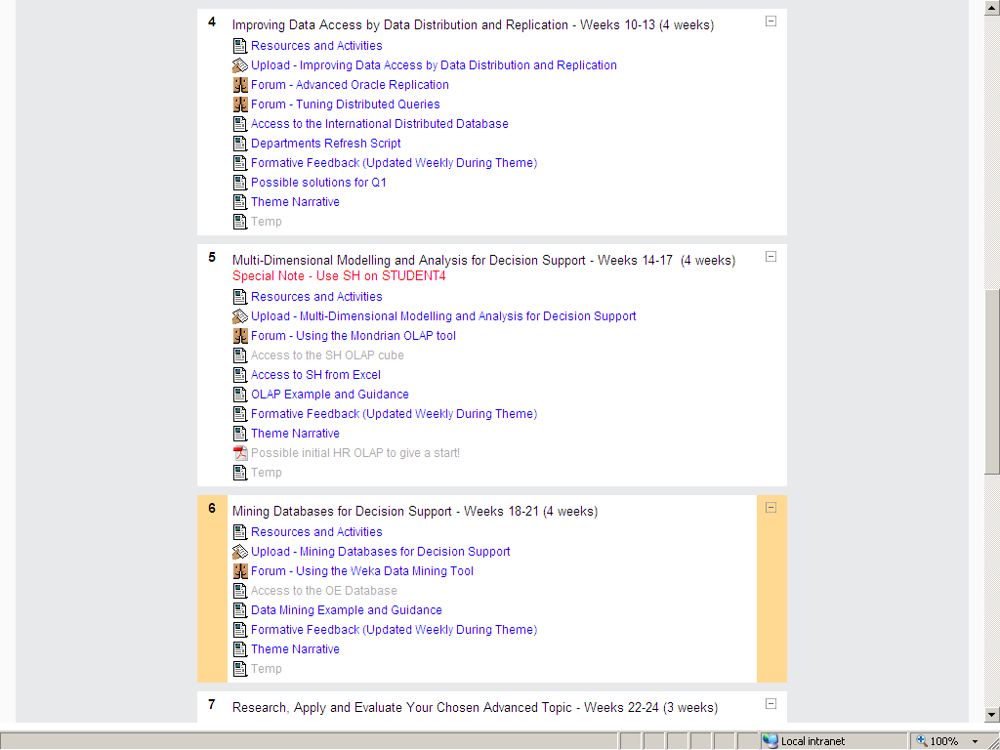 4 Improving Data Access by Data Distribution and Replication - Weeks 10-13 (4 weeks)
Resources and Activities
Upload - Improving Data Access by Data Distribution and Replication
Forum - Advanced Oracle Replication
Forum - Tuning Distributed Queries
Access to the International Distributed Database
Departments Refresh Script
Formative Feedback (Updated Weekly During Theme)
Possible solutions for Q1
Theme Narrative
Temp
5 Multi-Dimensional Modelling and Analysis for Decision Support - Weeks 14-17 (4 weeks)
Special Note - Use SH on STUDENT4
Resources and Activities
Upload - Multi-Dimensional Modelling and Analysis for Decision Support
Forum - Using the Mondrian OLAP tool
Access to the SH OLAP cube
Access to SH from Excel
OLAP Example and Guidance
Formative Feedback (Updated Weekly During Theme)
Theme Narrative
Possible initial HR OLAP to give a start!
Temp
6 Mining Databases for Decision Support - Weeks 18-21 (4 weeks)
Resources and Activities
Upload - Mining Databases for Decision Support
Forum - Using the Weka Data Mining Tool
Access to the OE Database
Data Mining Example and Guidance
Formative Feedback (Updated Weekly During Theme)
Theme Narrative
Temp
7 Research, Apply and Evaluate Your Chosen Advanced Topic - Weeks 22-24 (3 weeks)
Local intranet 100%